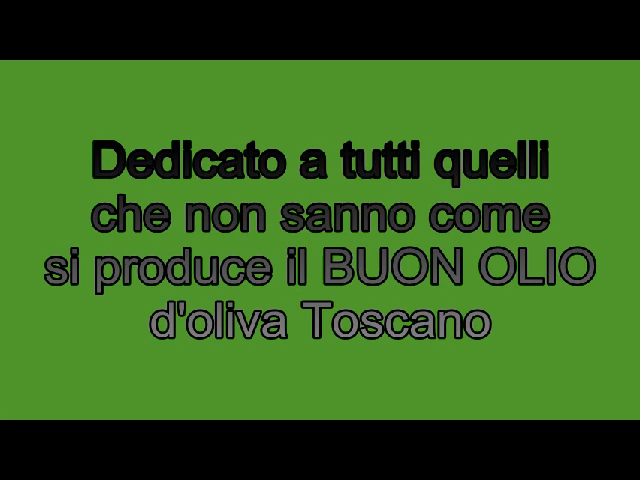 Dedicato a tutti quelli
che non sanno come
si produce il BUON OLIO
d'oliva Toscano